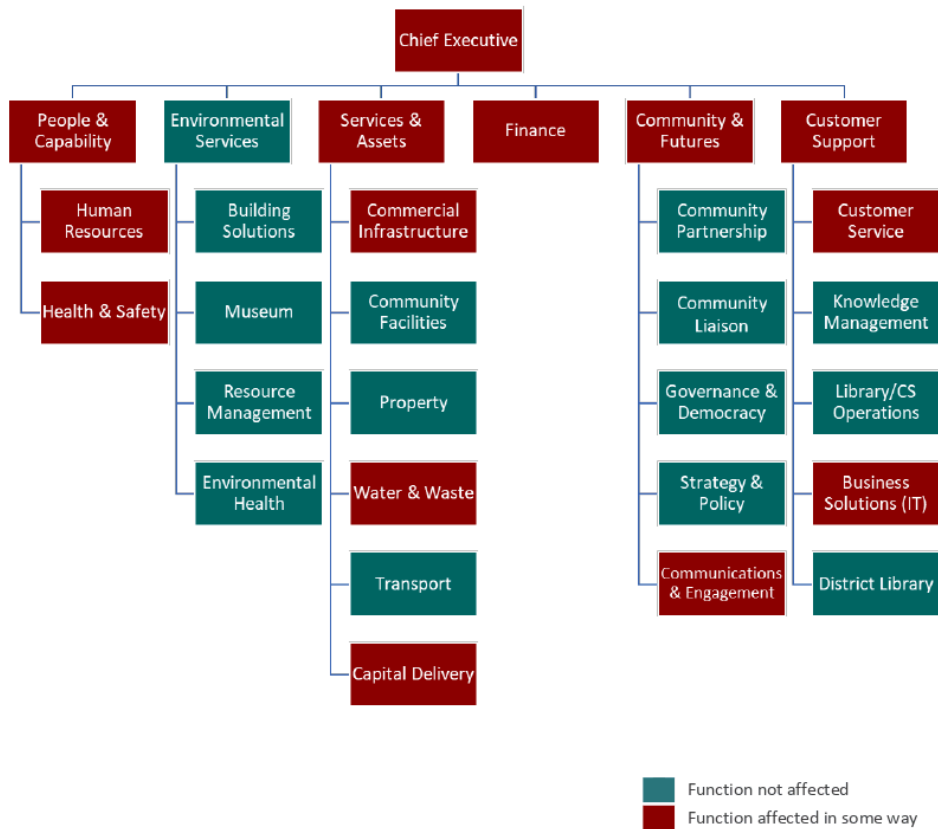 Chief Executive
People &
Capability
Environmental
Services
Services &
Assets
Finance
Community &
Futures
Customer
Support
Human
Resources
Health & Safety
Building
Solutions
Museum
Resource
Management
Environmental
Health
Commercial
Infrastructure
Community
Facilities
Property
Water & Waste
Transport
Capital Delivery
Community
Partnership
Community
Liaison
Governance &
Democracy
Strategy &
Policy
Communications
& Engagement
Customer
Service
Knowledge
Management
Library/CS
Operations
Business
Solutions (IT)
District Library
Function not affected
Function affected in some way